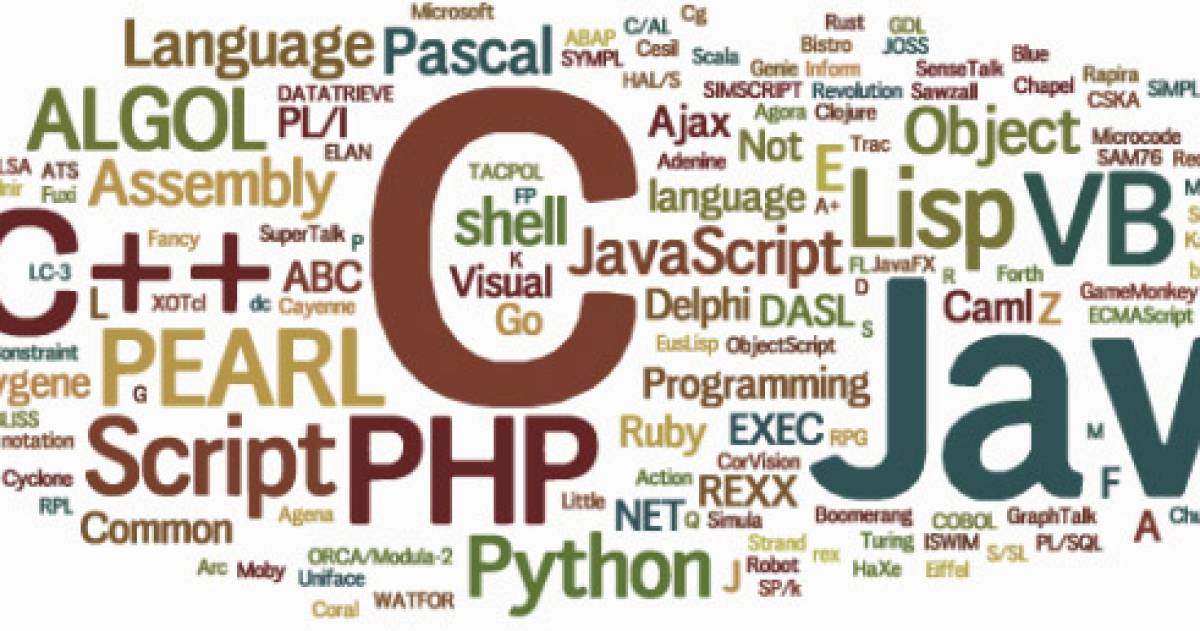 Microsoft
Cg
Language
Pascal
ABAP
C/AL
Rust
GDL
SYMPL
Cesil
Scala
Bistro
JOSS
Blue
HAL/S
Genie
Inform
SenseTalk
Rapira
DATATRIEVE
SIMSCRIPT
Revolution
Sawzall
Chapel
CSKA
SiMPL
ALGOL
PL/I
Ajax
Agora
Clojure
Object
Microcode
ELAN
Adenine
Not
E
Trac
SAM76
LSA
ATS
TACPOL
Fuxi
Assembly
FP
language
A+
Lisp
VB
C++
Fancy
SuperTalk
P
shell
JavaScript
LC-3
ABC
K
Visual
FL
JavaFX
R
Forth
L
XOTcl
dc
Cayenne
Go
Delphi
DASL
D
S
Caml
Z
GameMonkey
ECMAScript
C
onstraint
EusLisp
ObjectScript
ygene
PEARL
G
Programming
Jav
LISS
notation
Script
PHP
Ruby
EXEC
RPG
M
Cyclone
CorVision
Action
REXX
F
RPL
Little
Common
Agena
NET
Q
Simula
Boomerang
COBOL
GraphTalk
A
Chu
ORCA/Modula-2
Python
Strand
rex
Turing
ISWIM
S/SL
PL/SQL
Arc
Moby
Uniface
J
Robot
HaXe
Eiffel
SP/k
Coral
WATFOR